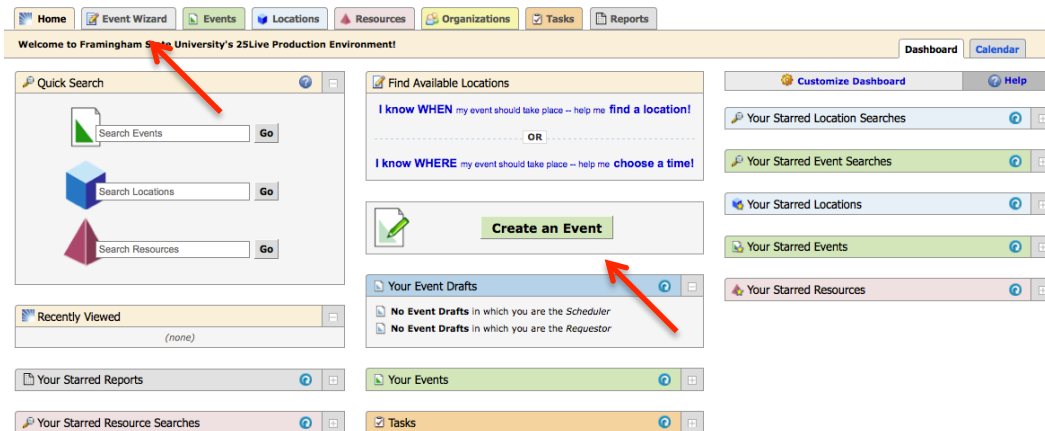 Home Event Wizard Events Locations Resources Organizations Tasks Reports
Welcome to Framingham State University's 25Live Production Environment!
Dashboard Calendar
Quick Search
Search Events Go
Search Locations Go
Search Resources Go
Recently Viewed
(none)
Your Starred Reports
Your Starred Resource Searches
Find Available Locations
I know WHEN my event should take place -- help me find a location!
OR
I know WHERE my event should take place -- help me choose a time!
Create an Event
Your Event Drafts
No Event Drafts in which you are the Scheduler
No Event Drafts in which you are the Requestor
Your Events
Tasks
Customize Dashboard Help
Your Starred Location Searches
Your Starred Event Searches
Your Starred Locations
Your Starred Events
Your Starred Resources